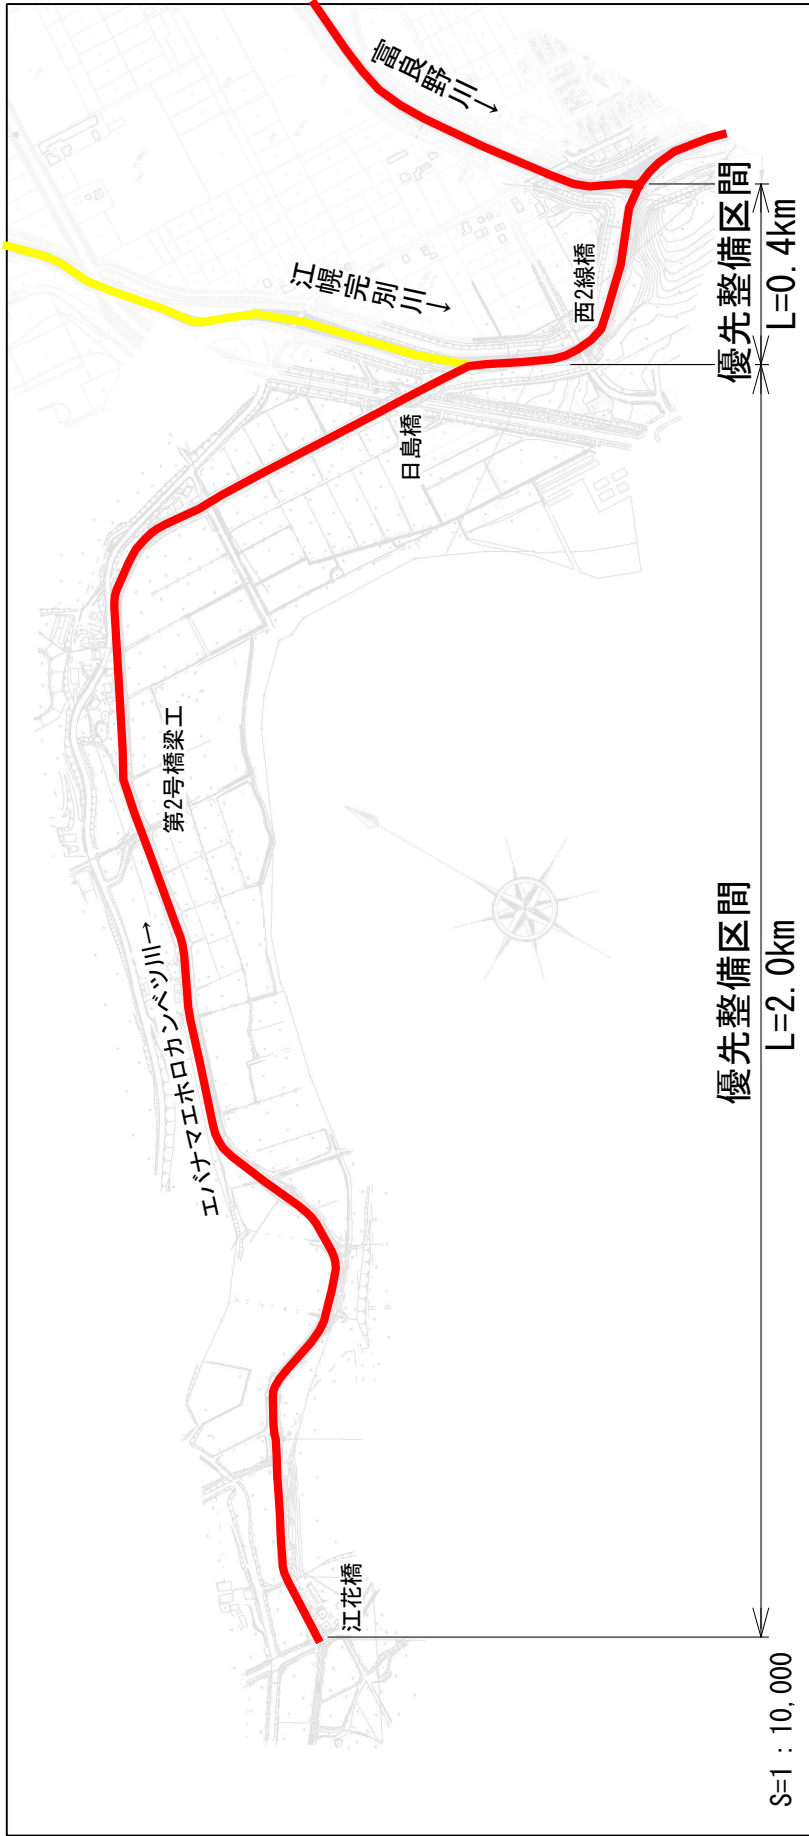 富良野川→
江幌完別川→
西2線橋
日島橋
第2号橋梁工
エバナマエホロカンベツ川→
江花橋
優先整備区間
L=2.0km
優先整備区間
L=0.4km
S=1：10,000